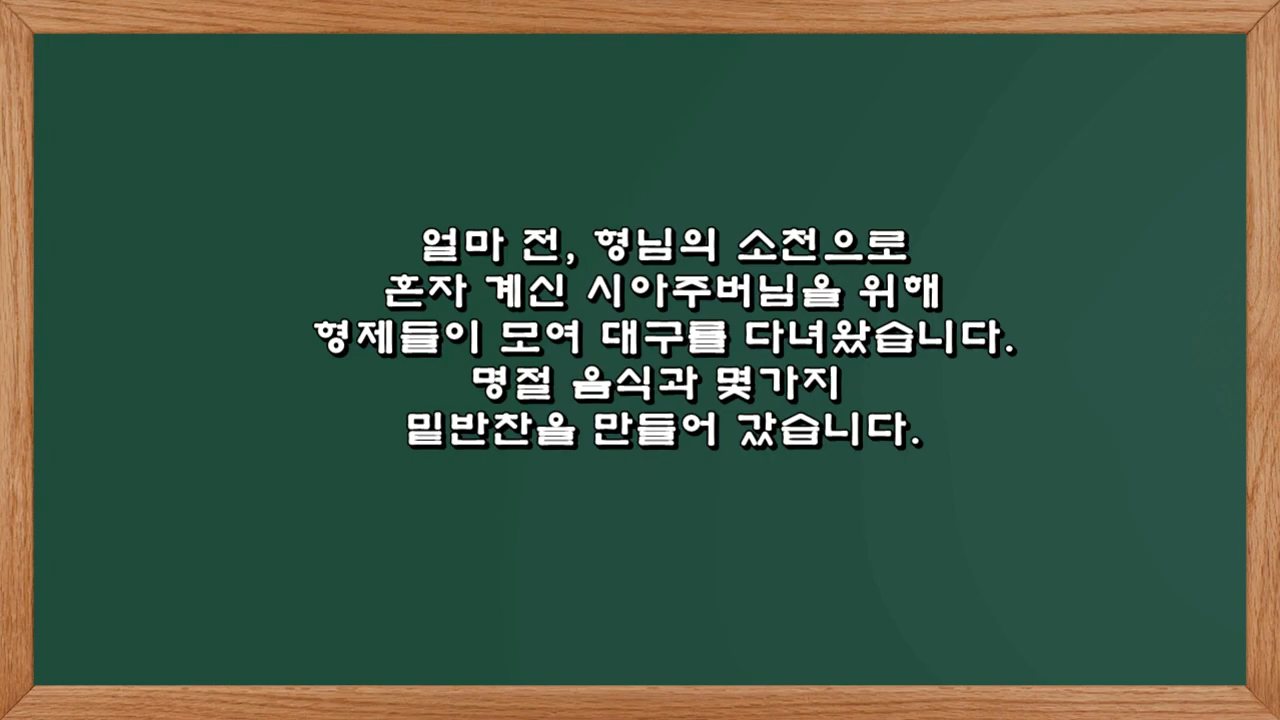 얼마 전, 형님의 소천으로
혼자 계신 시아주버님을 위해
형제들이 모여 대구를 다녀왔습니다.
명절 음식과 몇가지
밑반찬을 만들어 갔습니다.